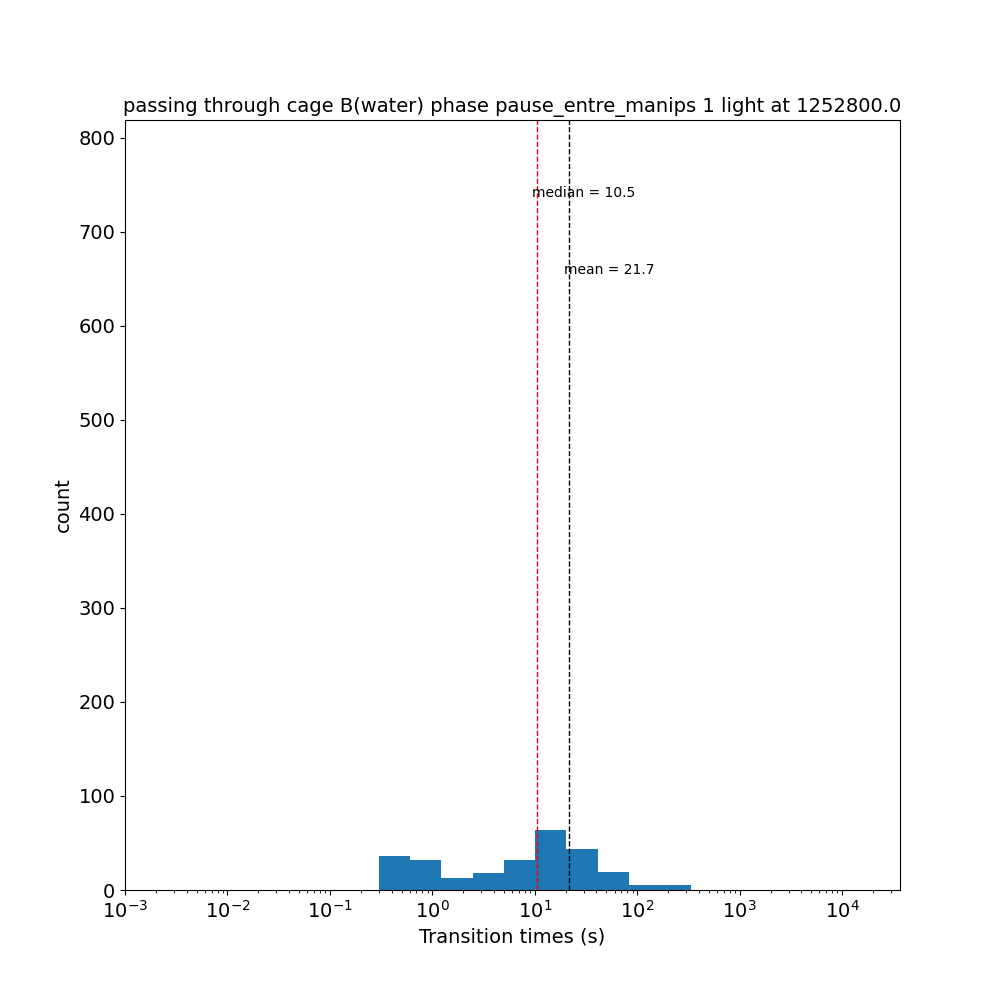 passing through cage B(water) phase pause_entre_manips 1 light at 1252800.0
800
median = 10.5
700
mean = 21.7
600
500
count
400
300
200
100
0
10⁻³ 10⁻² 10⁻¹ 10⁰ 10¹ 10² 10³ 10⁴
Transition times (s)